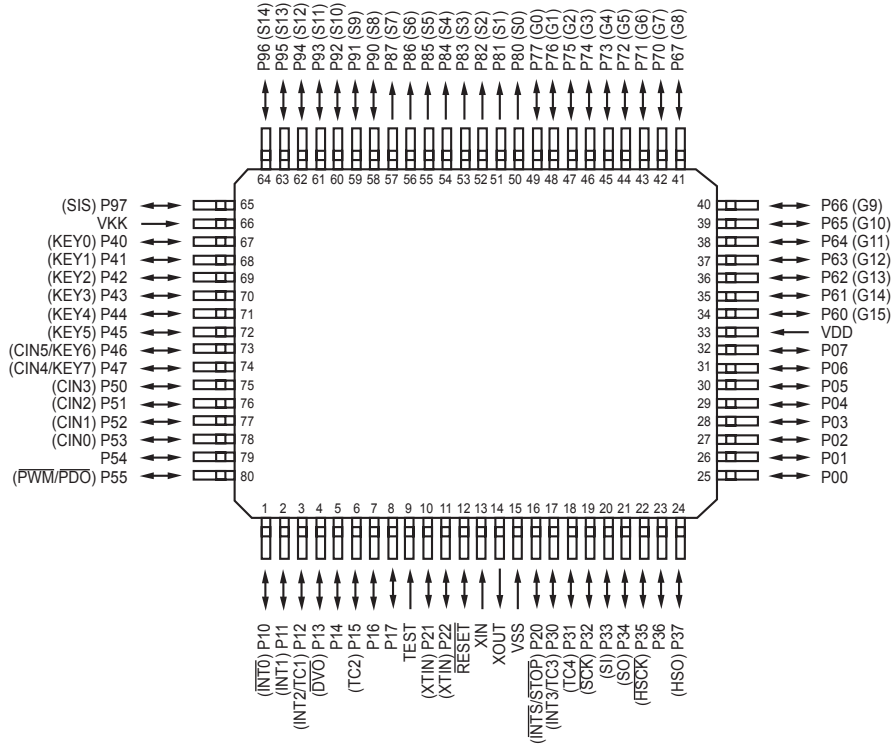 P96 (S14)
P95 (S13)
P94 (S12)
P93 (S11)
P92 (S10)
P91 (S9)
P90 (S8)
P87 (S7)
P86 (S6)
P85 (S5)
P84 (S4)
P83 (S3)
P82 (S2)
P81 (S1)
P80 (S0)
P77 (G0)
P76 (G1)
P75 (G2)
P74 (G3)
P73 (G4)
P72 (G5)
P71 (G6)
P70 (G7)
P67 (G8)
64 63 62 61 60 59 58 57 56 55 54 53 52 51 50 49 48 47 46 45 44 43 42 41
(SIS) P97 65
VKK 66
(KEY0) P40 67
(KEY1) P41 68
(KEY2) P42 69
(KEY3) P43 70
(KEY4) P44 71
(KEY5) P45 72
(CIN5/KEY6) P46 73
(CIN4/KEY7) P47 74
(CIN3) P50 75
(CIN2) P51 76
(CIN1) P52 77
(CIN0) P53 78
P54 79
(PWM/PDO) P55 80
40 P66 (G9)
39 P65 (G10)
38 P64 (G11)
37 P63 (G12)
36 P62 (G13)
35 P61 (G14)
34 P60 (G15)
33 VDD
32 P07
31 P06
30 P05
29 P04
28 P03
27 P02
26 P01
25 P00
1 2 3 4 5 6 7 8 9 10 11 12 13 14 15 16 17 18 19 20 21 22 23 24
(INT0) P10
(INT1) P11
(INT2/TC1) P12
(DVO) P13
P14
(TC2) P15
P16
P17
TEST
(XTIN) P21
(XTIN) P22
RESET
XIN
XOUT
VSS
(INTS/STOP) P20
(INT3/TC3) P30
(TC4) P31
(SCK) P32
(SI) P33
(SO) P34
(HSCK) P35
P36
(HSO) P37